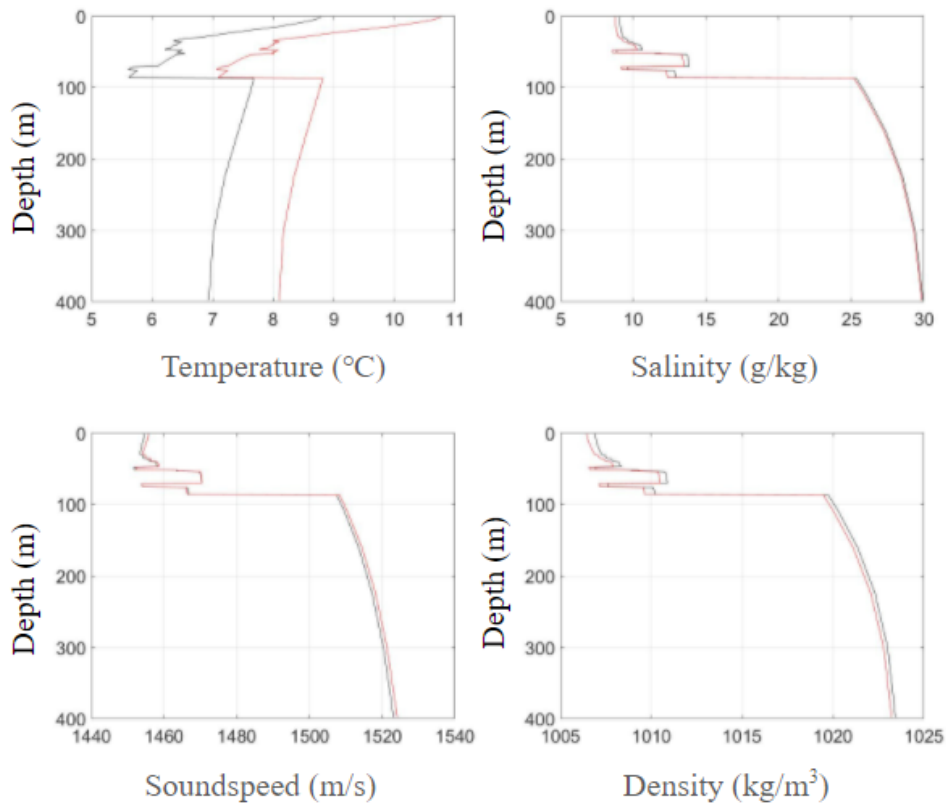 0
100
200
300
400
Depth (m)
5 6 7 8 9 10 11
Temperature (°C)
0
100
200
300
400
Depth (m)
5 10 15 20 25 30
Salinity (g/kg)
0
100
200
300
400
Depth (m)
1440 1460 1480 1500 1520 1540
Soundspeed (m/s)
0
100
200
300
400
Depth (m)
1005 1010 1015 1020 1025
Density (kg/m³)